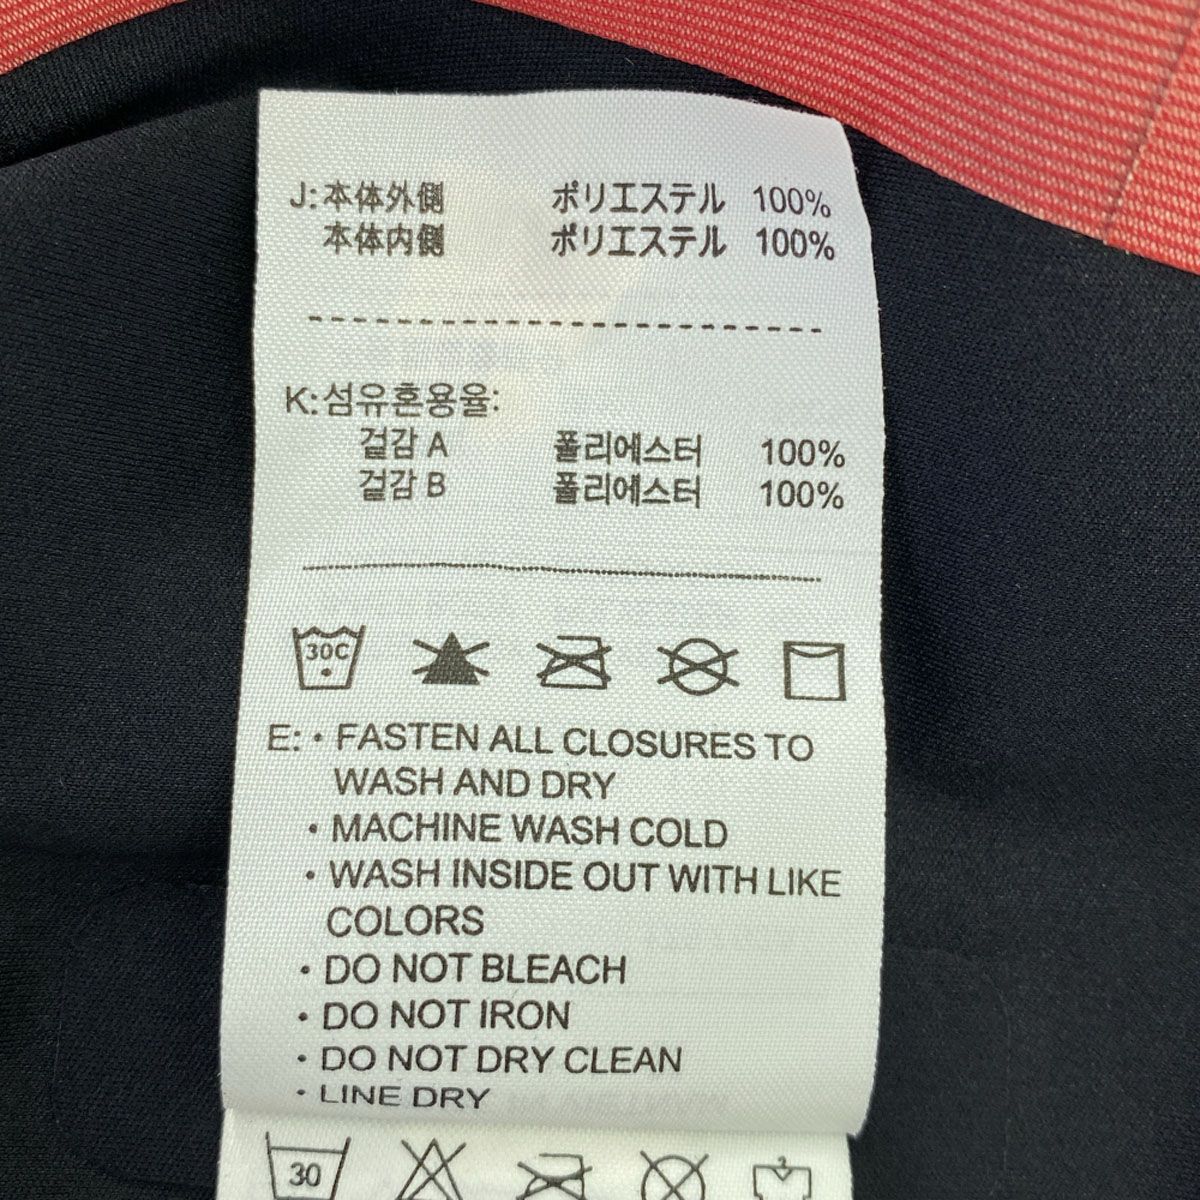 J:本体外側 ポリエステル 100%
本体内側 ポリエステル 100%
K:섬유혼용율:
겉감 A 폴리에스터 100%
겉감 B 폴리에스터 100%
30C
E: · FASTEN ALL CLOSURES TO
WASH AND DRY
· MACHINE WASH COLD
· WASH INSIDE OUT WITH LIKE
COLORS
· DO NOT BLEACH
· DO NOT IRON
· DO NOT DRY CLEAN
· LINE DRY
30